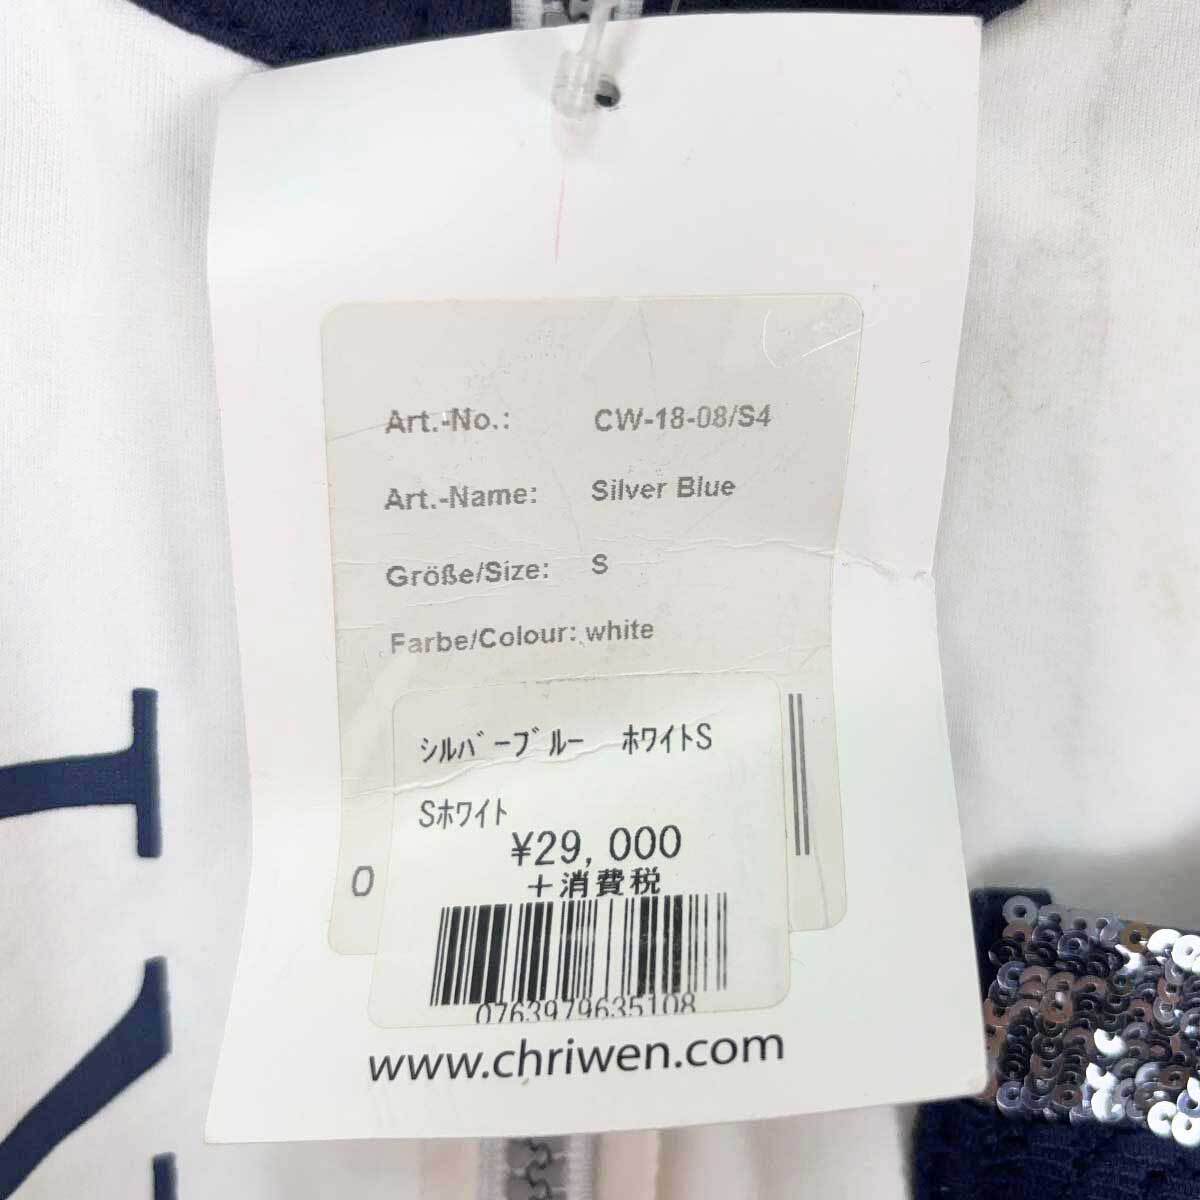 Art.-No.: CW-18-08/S4
Art.-Name: Silver Blue
Größe/Size: S
Farbe/Colour: white
ｼﾙﾊﾞｰﾌﾞﾙｰ ﾎﾜｲﾄS
Sﾎﾜｲﾄ
¥29,000
+消費税
0
0763979635108
www.chriwen.com